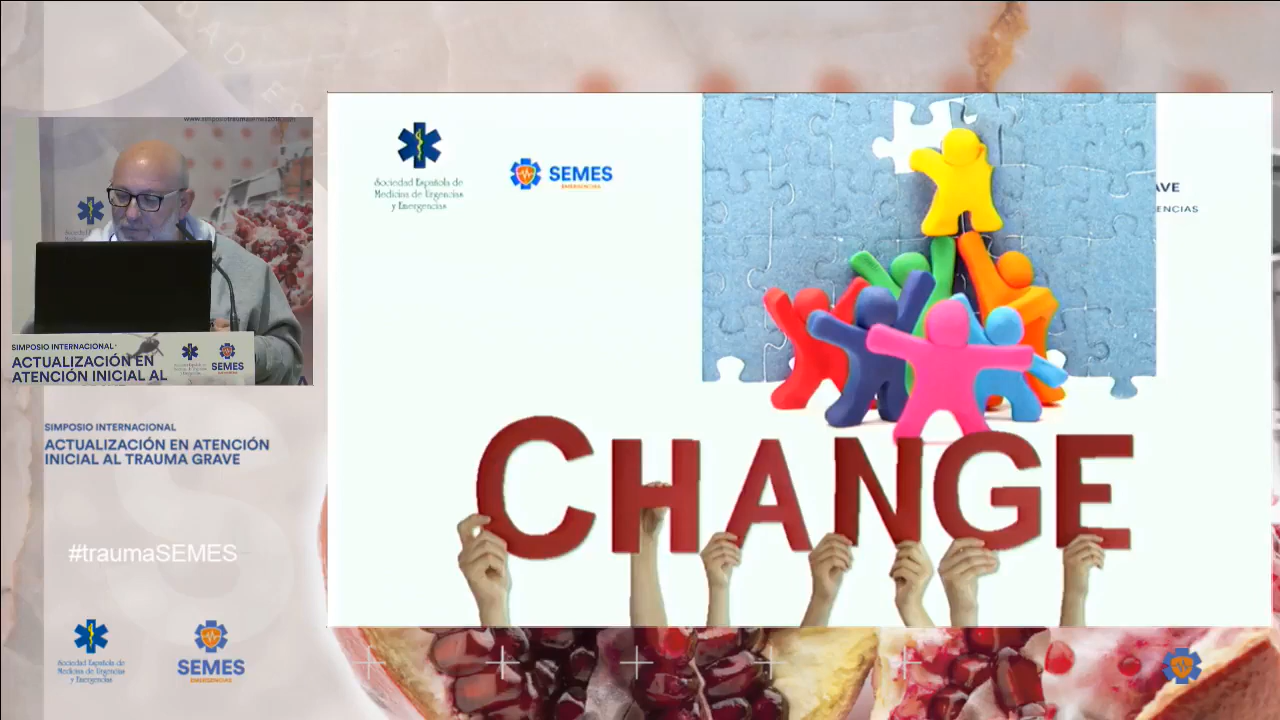 www.simposiotraumasemes2018.com
SIMPOSIO INTERNACIONAL
ACTUALIZACIÓN EN
ATENCIÓN INICIAL AL
SEMES
SIMPOSIO INTERNACIONAL
ACTUALIZACIÓN EN ATENCIÓN
INICIAL AL TRAUMA GRAVE
#traumaSEMES
Sociedad Española de
Medicina de Urgencias
y Emergencias
SEMES
EMERGENCIAS
Sociedad Española de
Medicina de Urgencias
y Emergencias
SEMES
EMERGENCIAS
AVE
ENCIAS
CHANGE